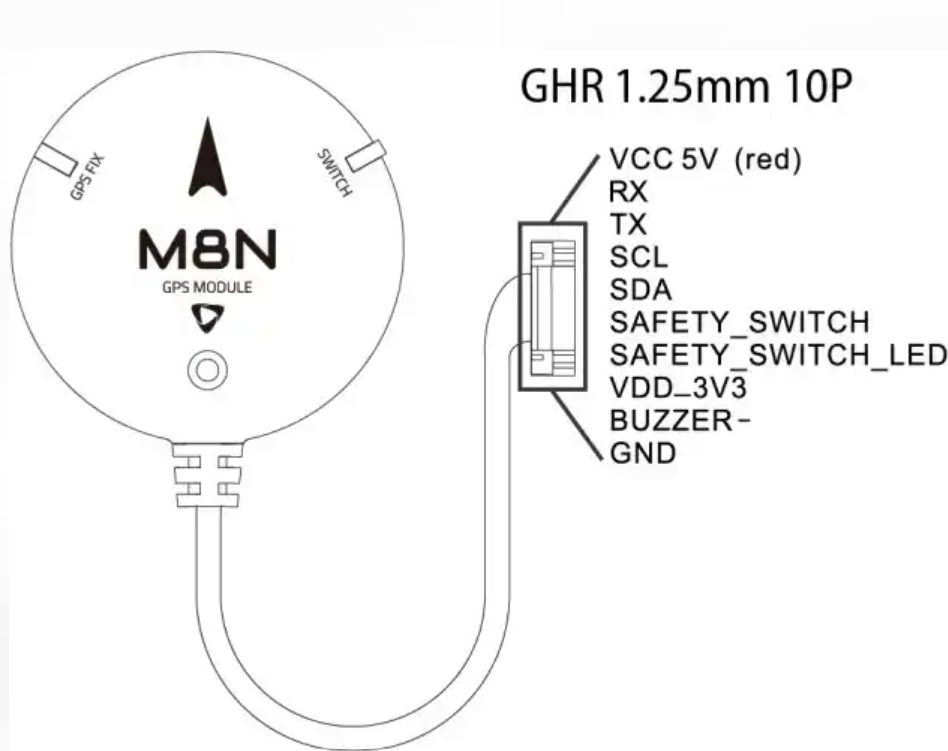 GHR 1.25mm 10P
GPS FIX
SWITCH
M8N
GPS MODULE
VCC 5V (red)
RX
TX
SCL
SDA
SAFETY_SWITCH
SAFETY_SWITCH_LED
VDD_3V3
BUZZER-
GND